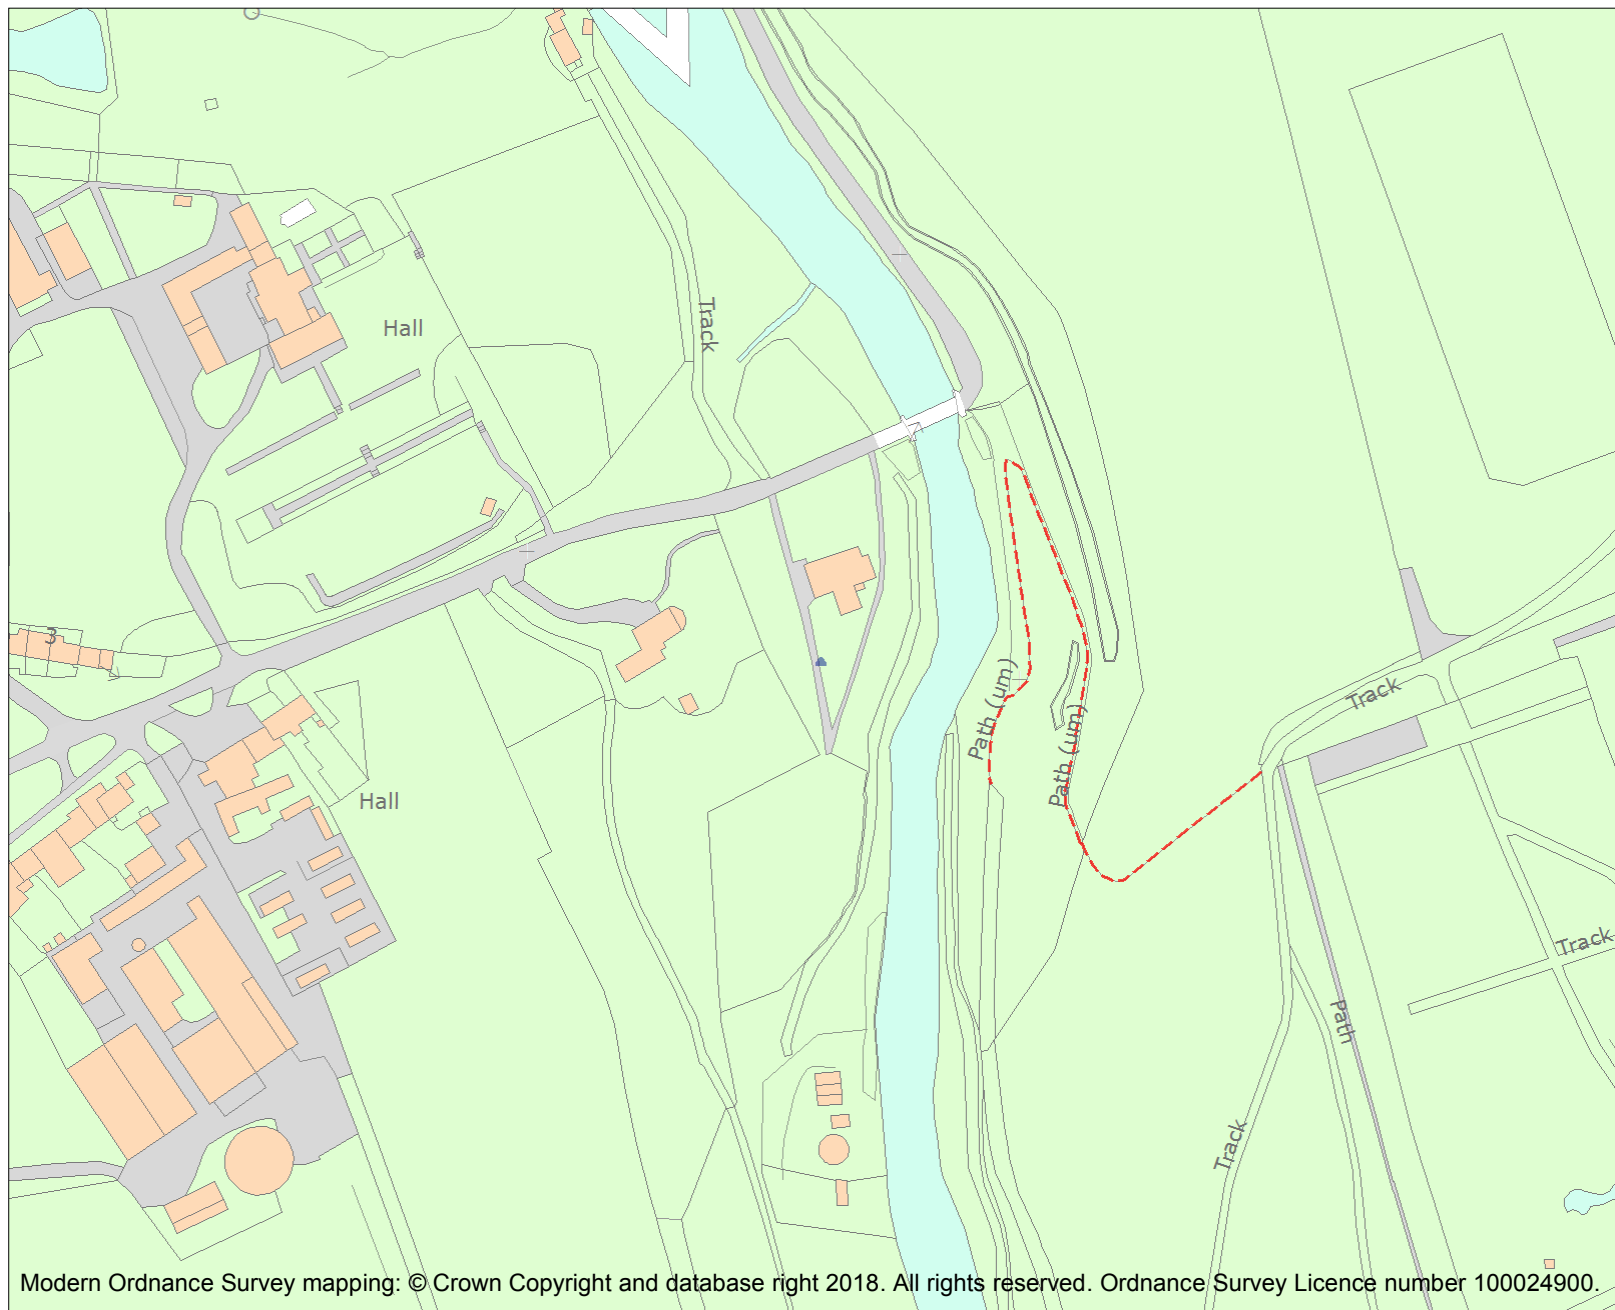 Track
Hall
3
Path (um)
Path (um)
Track
Hall
Track
Path
Track
Modern Ordnance Survey mapping: © Crown Copyright and database right 2018. All rights reserved. Ordnance Survey Licence number 100024900.